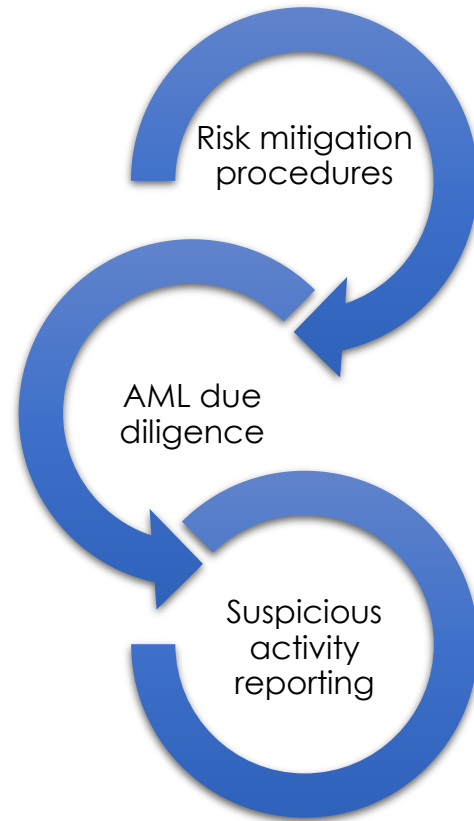 Risk mitigation
procedures
AML due
diligence
Suspicious
activity
reporting